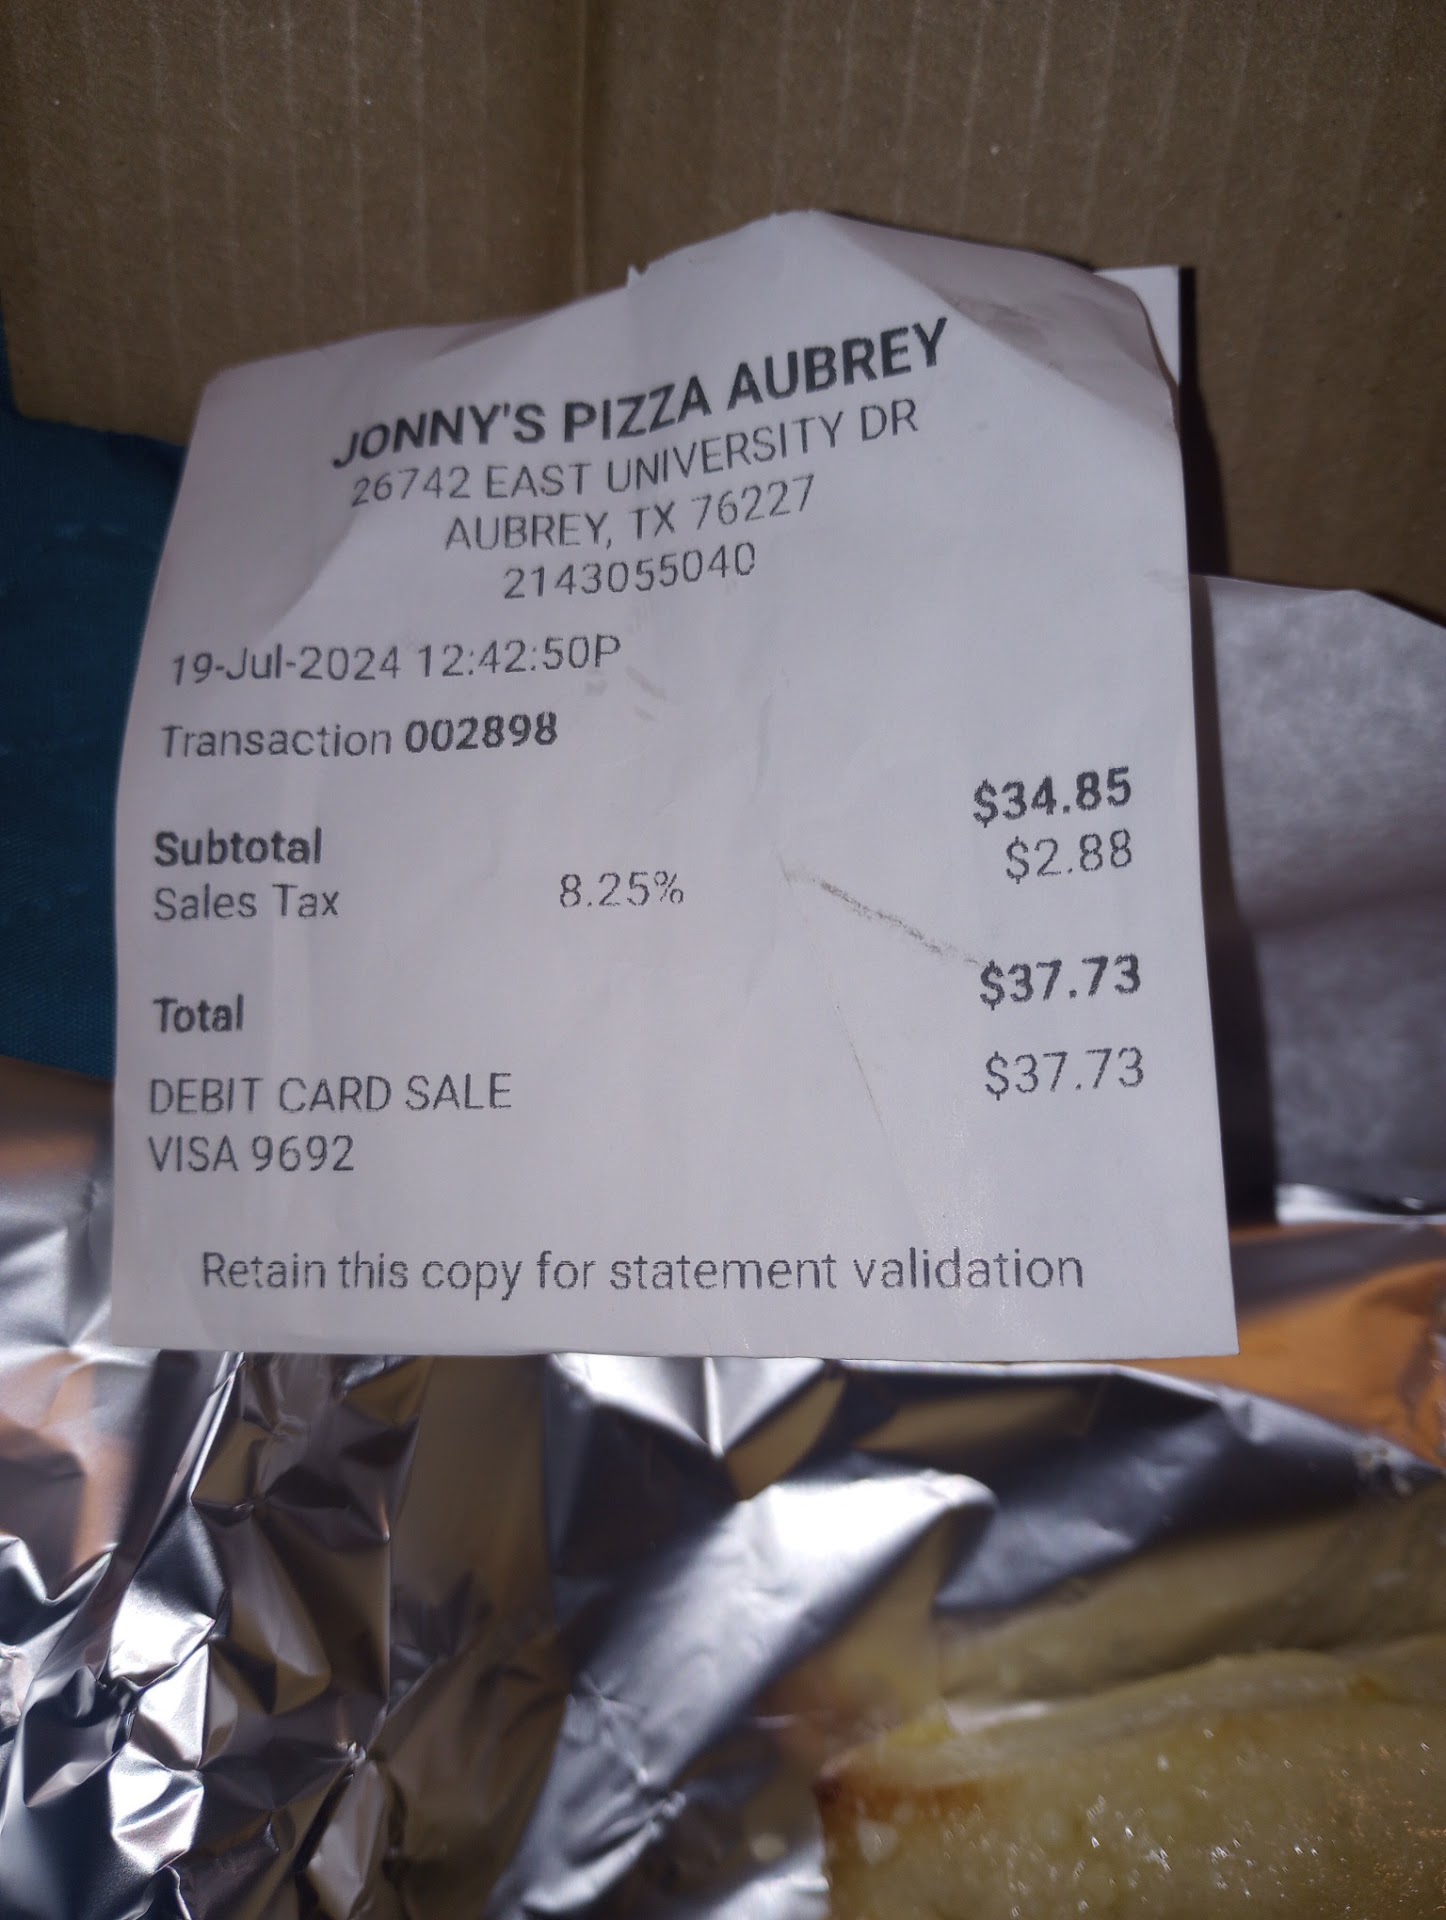 JONNY'S PIZZA AUBREY
26742 EAST UNIVERSITY DR
AUBREY, TX 76227
2143055040
19-Jul-2024 12:42:50P
Transaction 002898
Subtotal $34.85
Sales Tax 8.25% $2.88
Total $37.73
DEBIT CARD SALE $37.73
VISA 9692
Retain this copy for statement validation